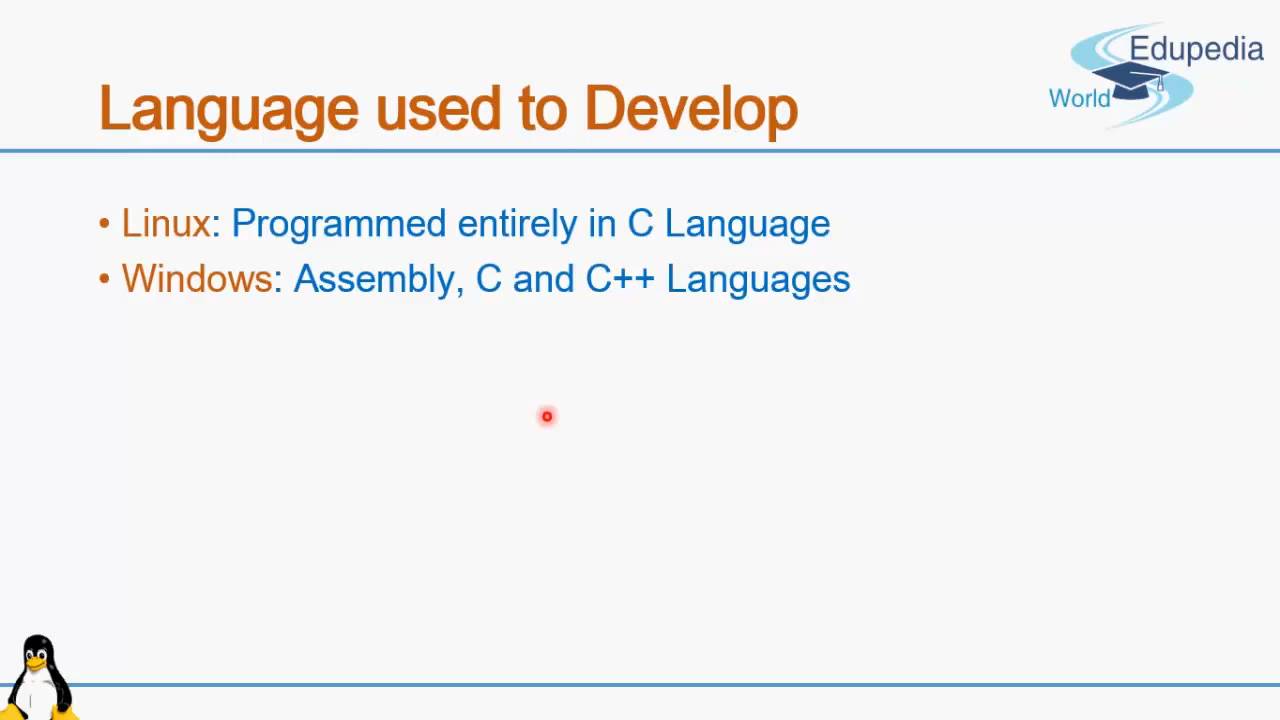 Edupedia
World
Language used to Develop
• Linux: Programmed entirely in C Language
• Windows: Assembly, C and C++ Languages